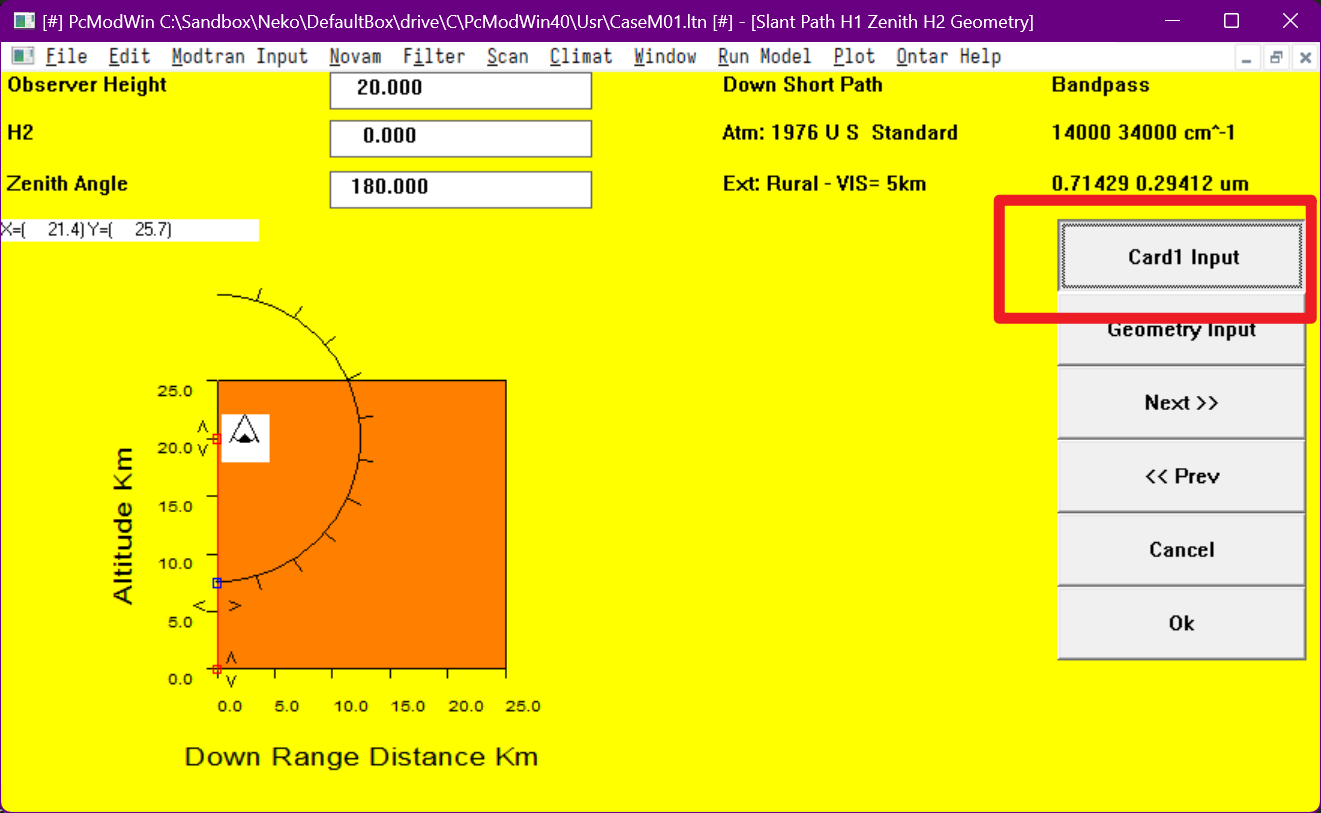 [#] PcModWin C:\Sandbox\Neko\DefaultBox\drive\C\PcModWin40\Usr\CaseM01.ltn [#] - [Slant Path H1 Zenith H2 Geometry]
File Edit Modtran Input Novam Filter Scan Climat Window Run Model Plot Ontar Help
Observer Height 20.000 Down Short Path Bandpass
H2 0.000 Atm: 1976 U S Standard 14000 34000 cm^-1
Zenith Angle 180.000 Ext: Rural - VIS= 5km 0.71429 0.29412 um
X=( 21.4) Y=( 25.7)
Card1 Input
Geometry Input
Next >>
<< Prev
Cancel
Ok
Altitude Km
25.0
20.0
15.0
10.0
5.0
0.0
0.0 5.0 10.0 15.0 20.0 25.0
Down Range Distance Km